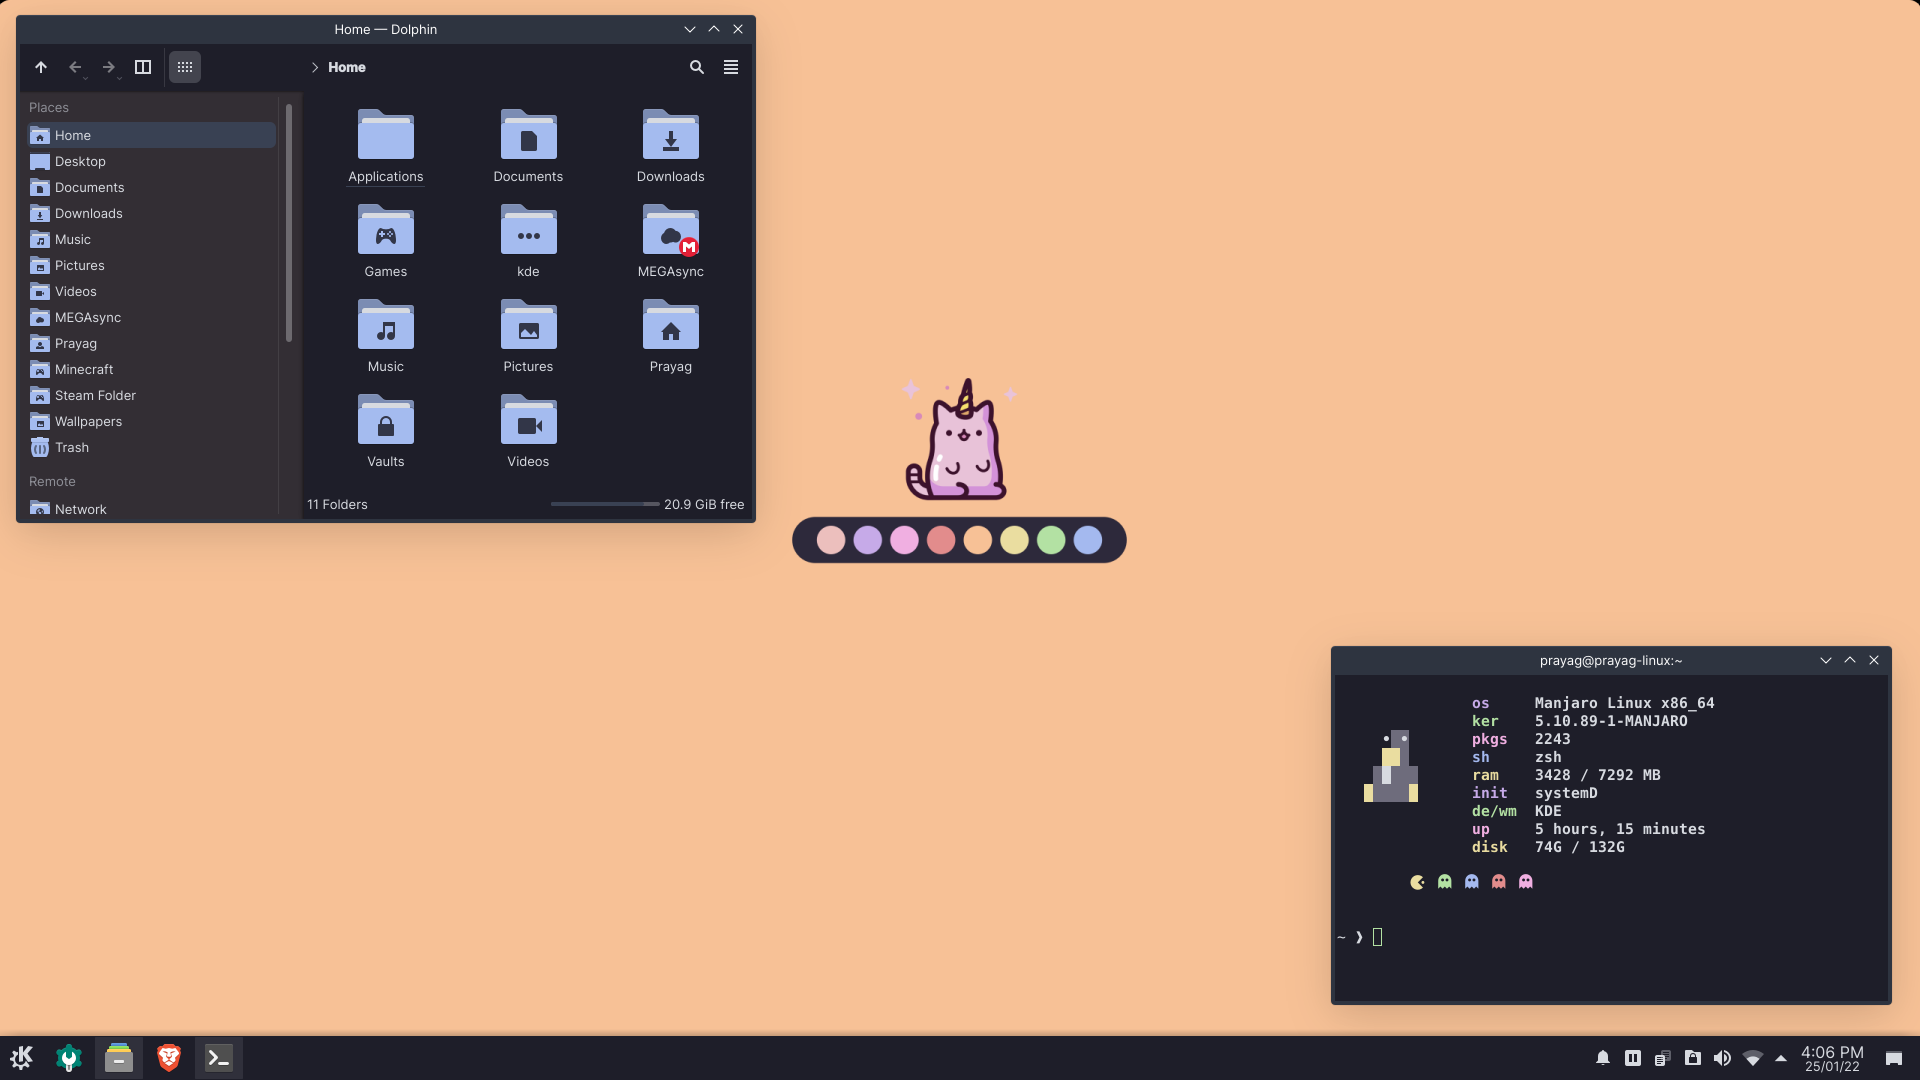 Home — Dolphin
Home
Places
Home
Desktop
Documents
Downloads
Music
Pictures
Videos
MEGAsync
Prayag
Minecraft
Steam Folder
Wallpapers
Trash
Remote
Network
Applications Documents Downloads
Games kde MEGAsync
Music Pictures Prayag
Vaults Videos
11 Folders 20.9 GiB free
prayag@prayag-linux:~
os Manjaro Linux x86_64
ker 5.10.89-1-MANJARO
pkgs 2243
sh zsh
ram 3428 / 7292 MB
init systemD
de/wm KDE
up 5 hours, 15 minutes
disk 74G / 132G
~ ❯
4:06 PM
25/01/22